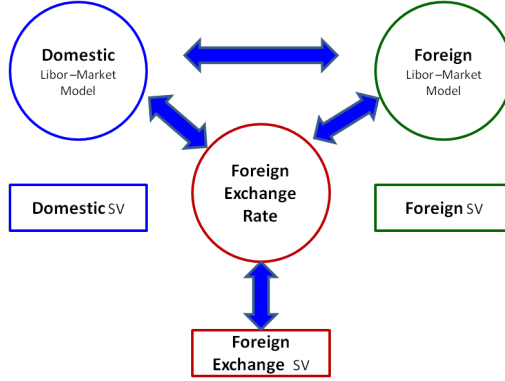 Domestic
Libor–Market
Model
Foreign
Libor–Market
Model
Foreign
Exchange
Rate
Domestic SV
Foreign SV
Foreign
Exchange SV